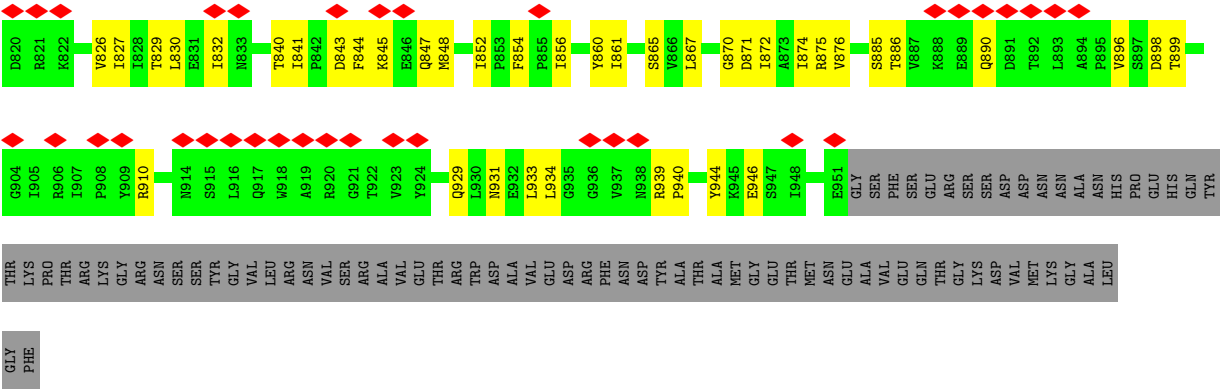 D820 R821 K822 V826 I827 I828 T829 L830 E831 I832 N833 T840 I841 P842 D843 F844 K845 E846 Q847 M848 I852 P853 F854 P855 I856 Y860 I861 S865 V866 L867 G870 D871 I872 A873 I874 R875 V876 S885 T886 V887 K888 E889 Q890 D891 T892 L893 A894 P895 V896 S897 D898 T899
G904 I905 R906 I907 P908 Y909 R910 N914 S915 L916 Q917 W918 A919 R920 G921 T922 V923 Y924 Q929 L930 N931 E932 L933 L934 G935 G936 V937 N938 R939 P940 Y944 K945 E946 S947 I948 E951 GLY SER PHE SER GLU ARG SER SER ASP ASP ASN ASN ALA ASN HIS PRO GLU HIS GLN TYR
THR LYS PRO THR ARG LYS GLY ARG ASN SER SER TYR GLY VAL LEU ARG ASN VAL SER ARG ALA VAL GLU THR ARG TRP ASP ALA VAL GLU ASP ARG PHE ASN ASP TYR ALA THR ALA MET GLY GLU THR MET ASN GLU ALA VAL GLU GLN THR GLY LYS ASP VAL MET LYS GLY ALA LEU
GLY PHE